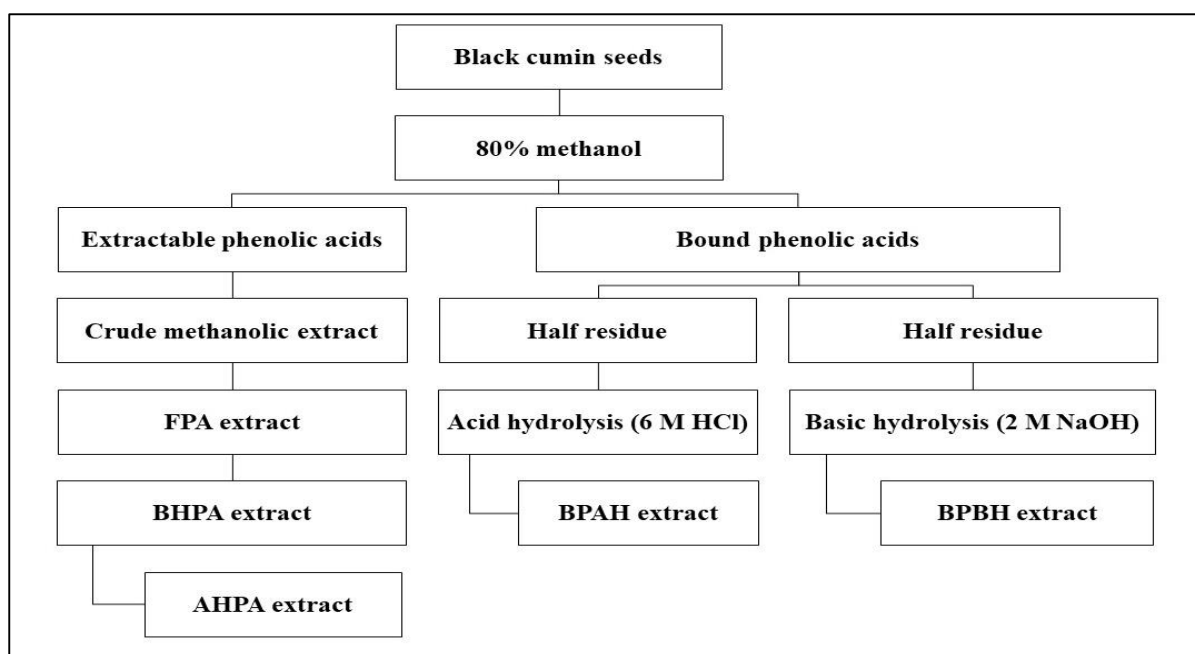 Black cumin seeds
80% methanol
Extractable phenolic acids
Bound phenolic acids
Crude methanolic extract
Half residue
Half residue
FPA extract
Acid hydrolysis (6 M HCl)
Basic hydrolysis (2 M NaOH)
BHPA extract
BPAH extract
BPBH extract
AHPA extract